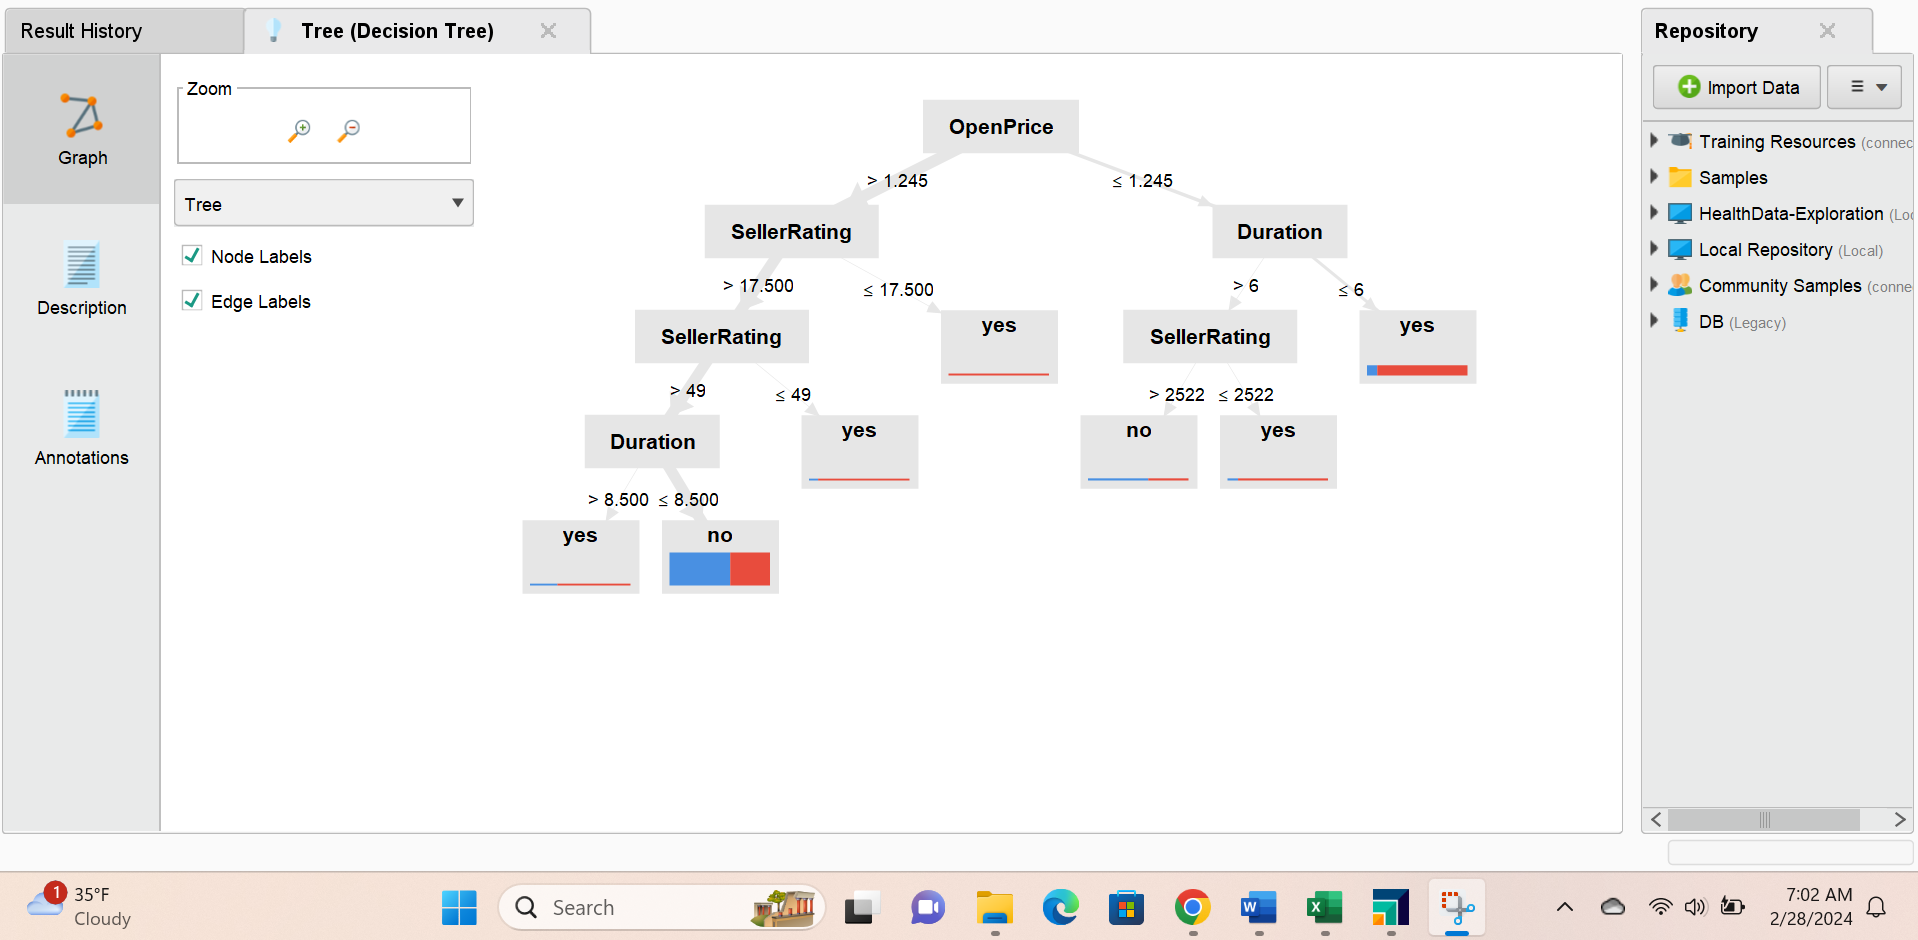 Result History
Tree (Decision Tree)
Repository
Import Data
Graph
Description
Annotations
Zoom
Tree
Node Labels
Edge Labels
OpenPrice
> 1.245
≤ 1.245
SellerRating
Duration
> 17.500
≤ 17.500
> 6
≤ 6
SellerRating
yes
SellerRating
yes
> 49
≤ 49
> 2522
≤ 2522
Duration
yes
no
yes
> 8.500
≤ 8.500
yes
no
Training Resources (connec
Samples
HealthData-Exploration (Loc
Local Repository (Local)
Community Samples (conne
DB (Legacy)
1
35°F
Cloudy
Search
W
X
7:02 AM
2/28/2024